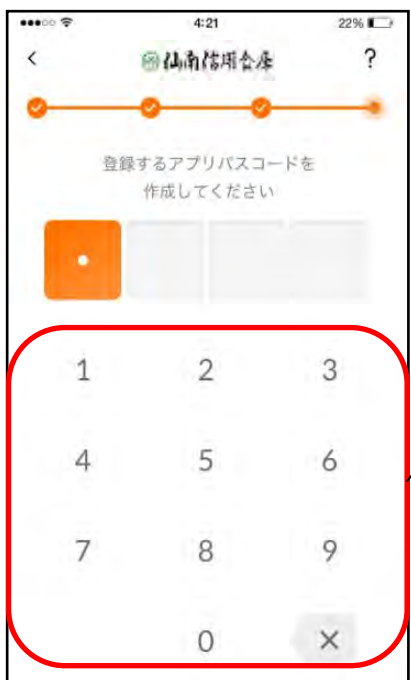 4:21
22%
<
仙南信用金庫
?
登録するアプリパスコードを
作成してください
1 2 3
4 5 6
7 8 9
0 ×